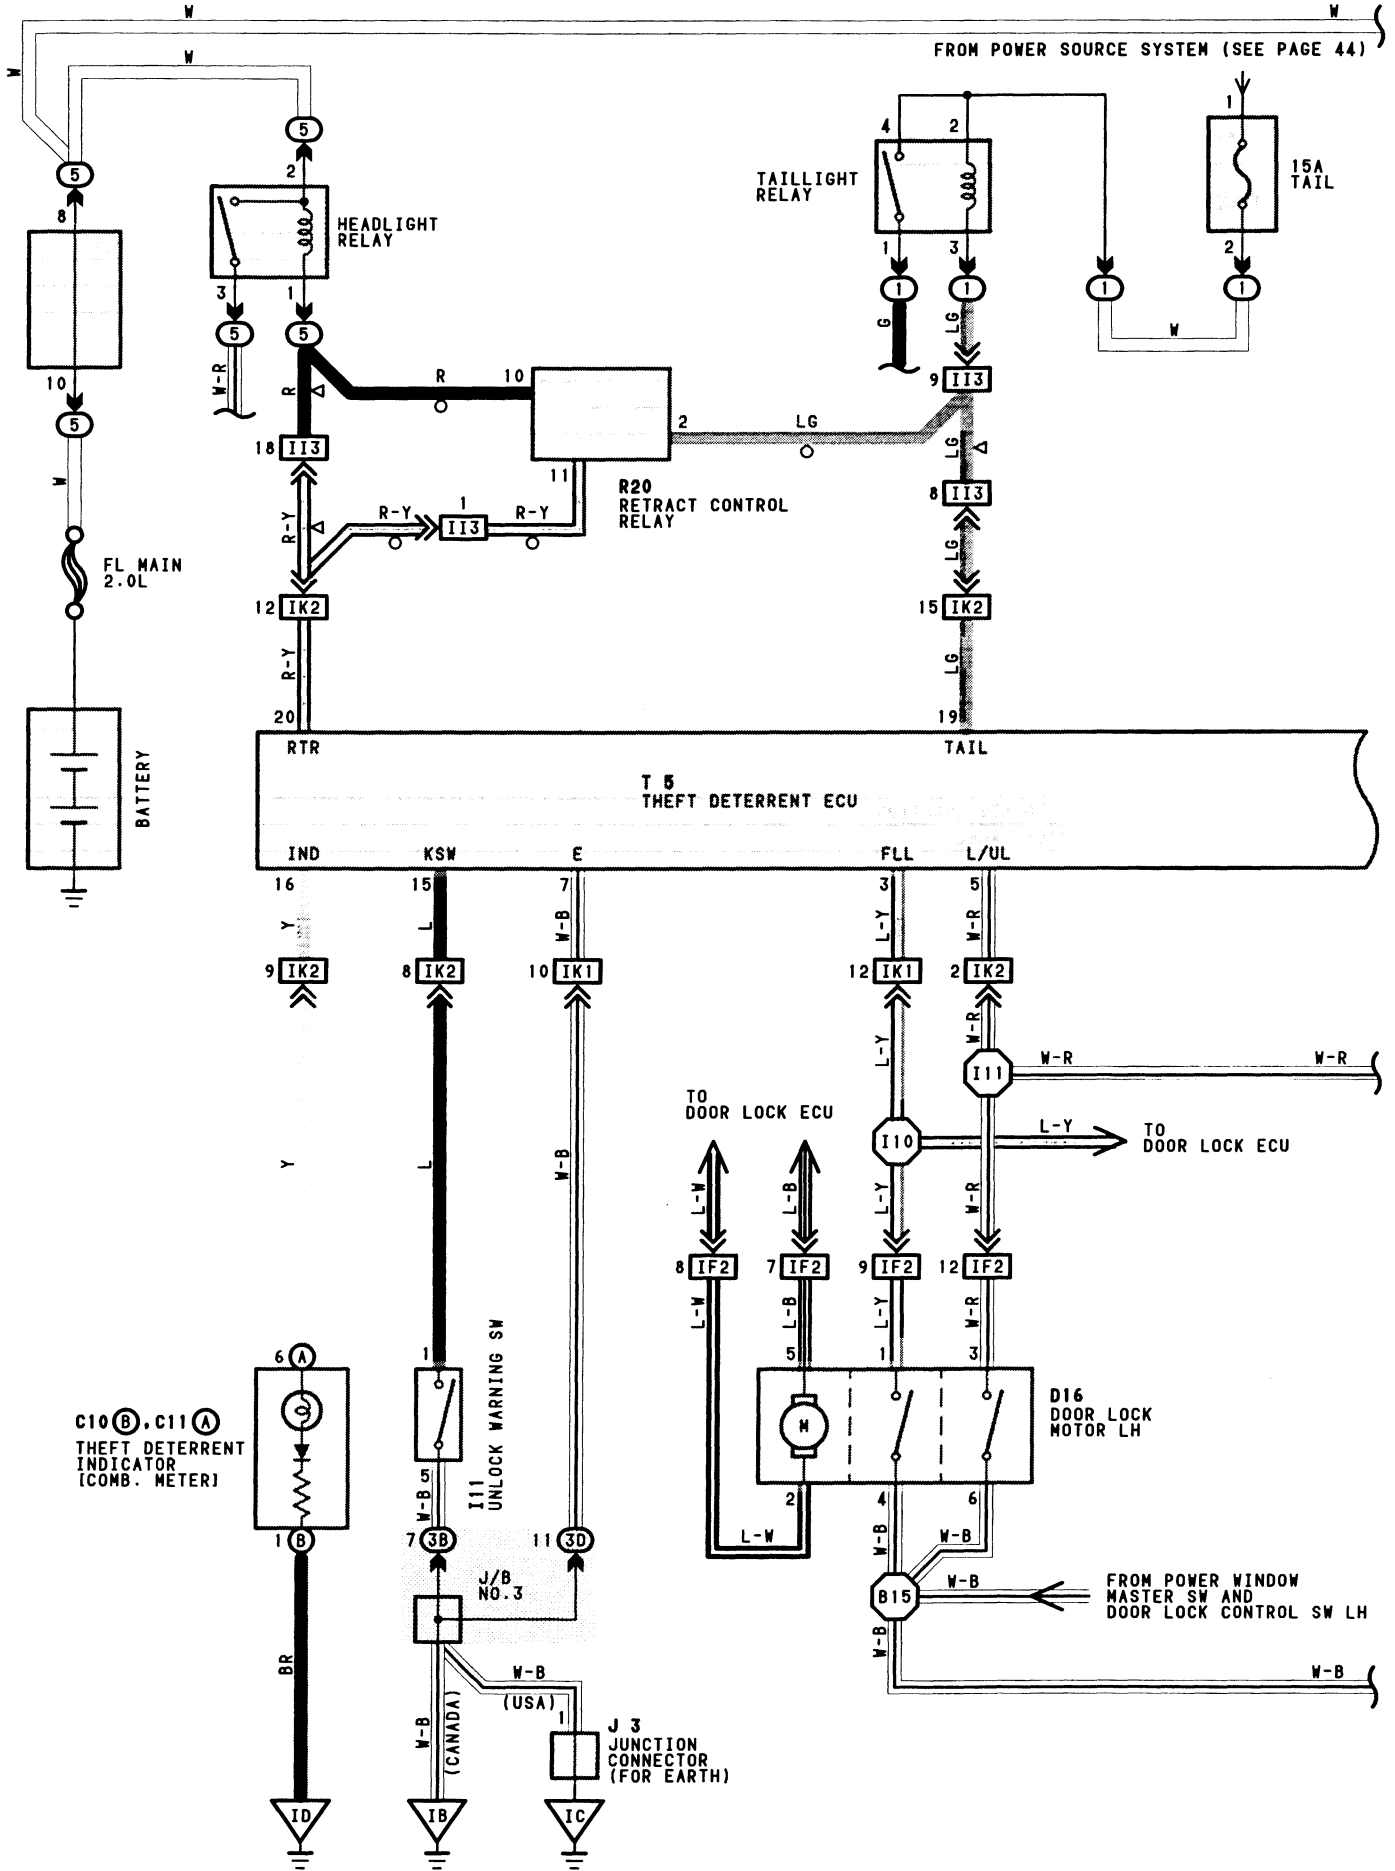 W
W
FROM POWER SOURCE SYSTEM (SEE PAGE 44)
W
W
5
5
8
2
HEADLIGHT
RELAY
3
1
5
5
4
2
TAILLIGHT
RELAY
1
3
1
1
1
1
15A
TAIL
2
1
W
G
LG
10
5
W-R
R
R
10
9 II3
2
LG
LG
18 II3
11
R20
RETRACT CONTROL
RELAY
8 II3
W
R-Y
R-Y
1
II3
R-Y
LG
FL MAIN
2.0L
12 IK2
15 IK2
R-Y
LG
20
19
RTR
TAIL
BATTERY
T 5
THEFT DETERRENT ECU
IND
KSW
E
FLL
L/UL
16
15
7
3
5
Y
L
W-B
L-Y
W-R
9 IK2
8 IK2
10 IK1
12 IK1
2 IK2
L-Y
W-R
I11
W-R
W-R
TO
DOOR LOCK ECU
I10
L-Y
TO
DOOR LOCK ECU
Y
L
W-B
L-W
L-B
L-Y
W-R
8 IF2
7 IF2
9 IF2
12 IF2
L-W
L-B
L-Y
W-R
6 A
1
5
1
3
C10 B , C11 A
THEFT DETERRENT
INDICATOR
[COMB. METER]
I11
UNLOCK WARNING SW
M
D16
DOOR LOCK
MOTOR LH
5
W-B
2
4
6
1 B
7 3B
11 3D
L-W
W-B
W-B
J/B
NO.3
B15
W-B
FROM POWER WINDOW
MASTER SW AND
DOOR LOCK CONTROL SW LH
BR
W-B
(USA)
W-B
W-B
W-B
(CANADA)
1
J 3
JUNCTION
CONNECTOR
(FOR EARTH)
ID
IB
IC